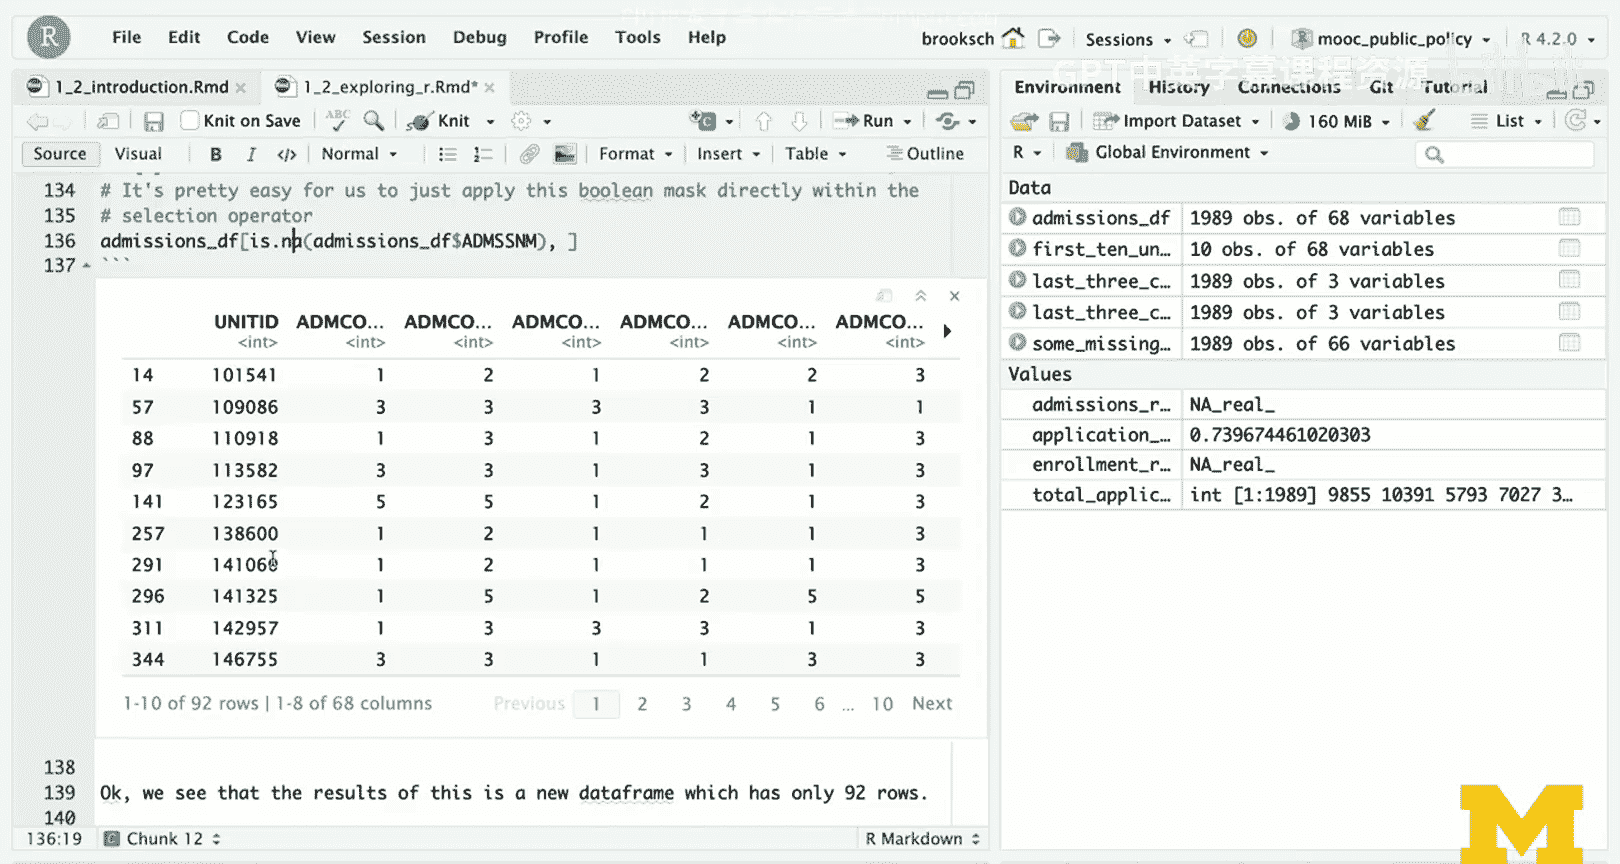 File Edit Code View Session Debug Profile Tools Help
brooksch Sessions mooc_public_policy R 4.2.0
GPT中英字幕课程资源
1_2_introduction.Rmd 1_2_exploring_r.Rmd*
Knit on Save ABC Knit Run
Source Visual B I </> Normal Format Insert Table Outline
134 # It's pretty easy for us to just apply this boolean mask directly within the
135 # selection operator
136 admissions_df[is.na(admissions_df$ADMSSNM), ]
137 ```
UNITID ADMCO... ADMCO... ADMCO... ADMCO... ADMCO... ADMCO...
<int> <int> <int> <int> <int> <int> <int>
14 101541 1 2 1 2 2 3
57 109086 3 3 3 3 1 1
88 110918 1 3 1 2 1 3
97 113582 3 3 1 3 1 3
141 123165 5 5 1 2 1 3
257 138600 1 2 1 1 1 3
291 141060 1 2 1 1 1 3
296 141325 1 5 1 2 5 5
311 142957 1 3 3 3 1 3
344 146755 3 3 1 1 3 3
1-10 of 92 rows | 1-8 of 68 columns Previous 1 2 3 4 5 6 ... 10 Next
138
139 Ok, we see that the results of this is a new dataframe which has only 92 rows.
140
136:19 C Chunk 12 R Markdown
Environment History Connections Git Tutorial
Import Dataset 160 MiB List
R Global Environment
Data
admissions_df 1989 obs. of 68 variables
first_ten_un... 10 obs. of 68 variables
last_three_c... 1989 obs. of 3 variables
last_three_c... 1989 obs. of 3 variables
some_missing... 1989 obs. of 66 variables
Values
admissions_r... NA_real_
application_... 0.739674461020303
enrollment_r... NA_real_
total_applic... int [1:1989] 9855 10391 5793 7027 3...
M